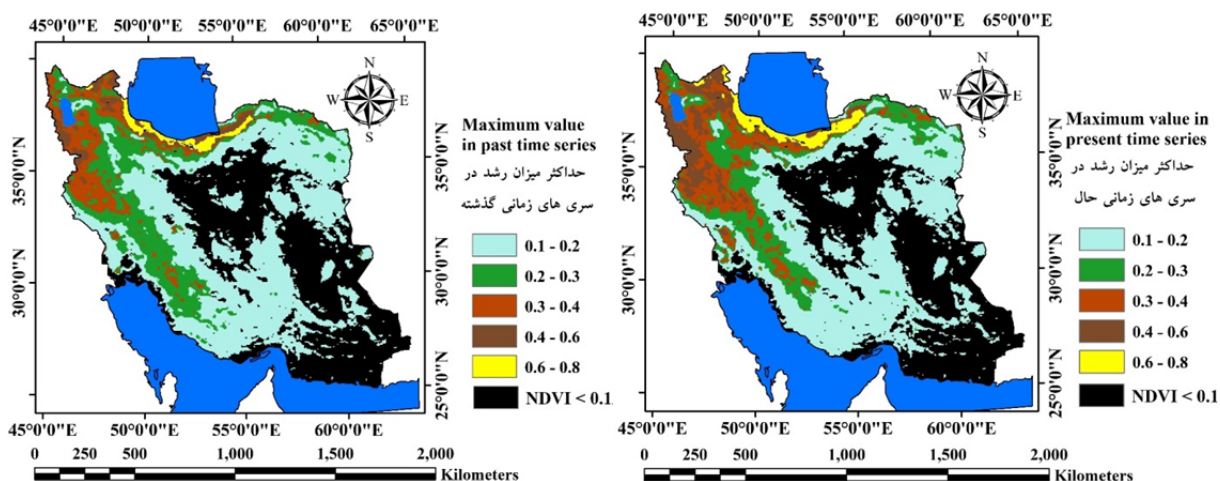 45°0'0"E 50°0'0"E 55°0'0"E 60°0'0"E 65°0'0"E
35°0'0"N
30°0'0"N
25°0'0"N
N
W E
S
Maximum value
in past time series
حداکثر میزان رشد در
سری های زمانی گذشته
0.1 - 0.2
0.2 - 0.3
0.3 - 0.4
0.4 - 0.6
0.6 - 0.8
NDVI < 0.1
45°0'0"E 50°0'0"E 55°0'0"E 60°0'0"E
0 250 500 1,000 1,500 2,000
Kilometers
45°0'0"E 50°0'0"E 55°0'0"E 60°0'0"E 65°0'0"E
35°0'0"N
30°0'0"N
25°0'0"N
N
W E
S
Maximum value in
present time series
حداکثر میزان رشد در
سری های زمانی حال
0.1 - 0.2
0.2 - 0.3
0.3 - 0.4
0.4 - 0.6
0.6 - 0.8
NDVI < 0.1
45°0'0"E 50°0'0"E 55°0'0"E 60°0'0"E
0 250 500 1,000 1,500 2,000
Kilometers